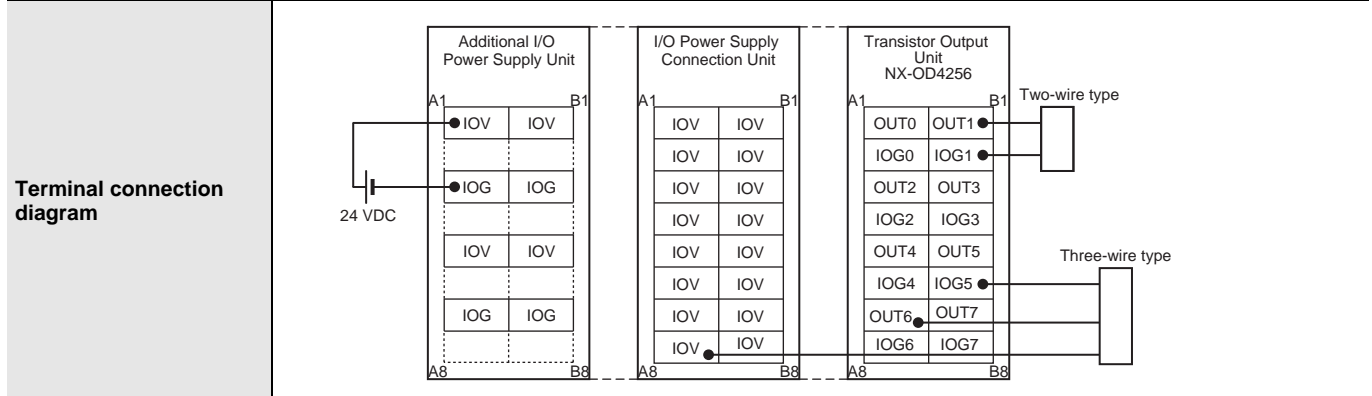 Terminal connection
diagram
Additional I/O
Power Supply Unit
A1 B1
IOV IOV
IOG IOG
IOV IOV
IOG IOG
A8 B8
24 VDC
I/O Power Supply
Connection Unit
A1 B1
IOV IOV
IOV IOV
IOV IOV
IOV IOV
IOV IOV
IOV IOV
IOV IOV
IOV IOV
A8 B8
Transistor Output
Unit
NX-OD4256
A1 B1
OUT0 OUT1
IOG0 IOG1
OUT2 OUT3
IOG2 IOG3
OUT4 OUT5
IOG4 IOG5
OUT6 OUT7
IOG6 IOG7
A8 B8
Two-wire type
Three-wire type